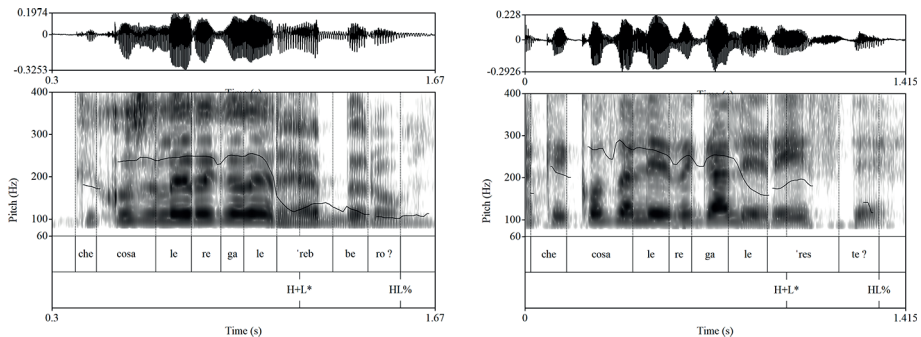 0.1974
0
-0.3253
0.3
Time (s)
1.67
400
300
200
100
60
Pitch (Hz)
che cosa le re ga le ˈreb be ro ?
H+L* HL%
0.3
Time (s)
1.67
0.228
0
-0.2926
0
Time (s)
1.415
400
300
200
100
60
Pitch (Hz)
che cosa le re ga le ˈres te ?
H+L* HL%
0
Time (s)
1.415